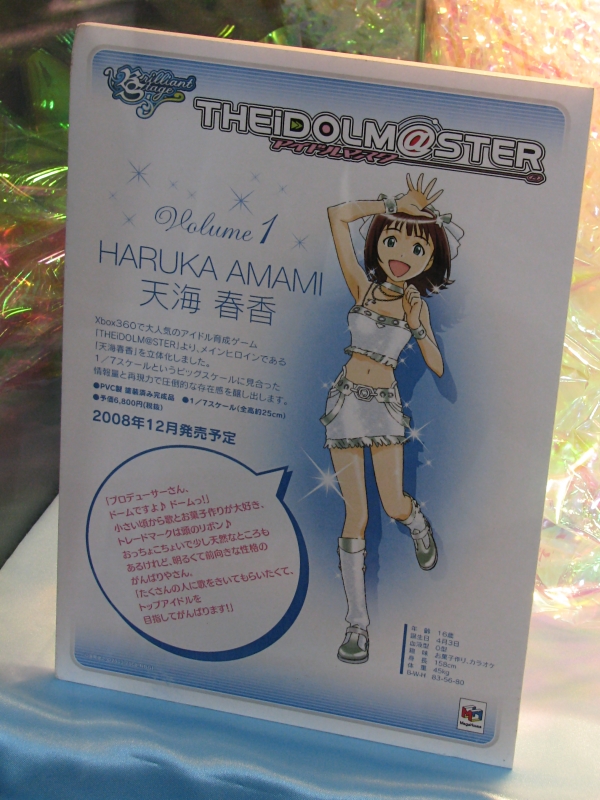 Brilliant
Stage
THEiDOLM@STER
アイドルマスター
Volume 1
HARUKA AMAMI
天海 春香
Xbox360で大人気のアイドル育成ゲーム
「THEiDOLM@STER」より、メインヒロインである
「天海春香」を立体化しました。
1/7スケールというビッグスケールに見合った
情報量と再現力で圧倒的な存在感を醸し出します。
●PVC製 塗装済み完成品 ●1/7スケール(全高約25cm)
●予価6,800円(税抜)
2008年12月発売予定
「プロデューサーさん、
ドームですよ♪ ドームっ!」
小さい頃から歌とお菓子作りが大好き、
トレードマークは頭のリボン♪
おっちょこちょいで少し天然なところも
あるけれど、明るくて前向きな性格の
がんばりやさん。
「たくさんの人に歌をきいてもらいたくて、
トップアイドルを
目指してがんばります!」
年 齢 16歳
誕生日 4月3日
血液型 O型
趣 味 お菓子作り、カラオケ
身 長 158cm
体 重 45kg
B-W-H 83-56-80
MegaHouse